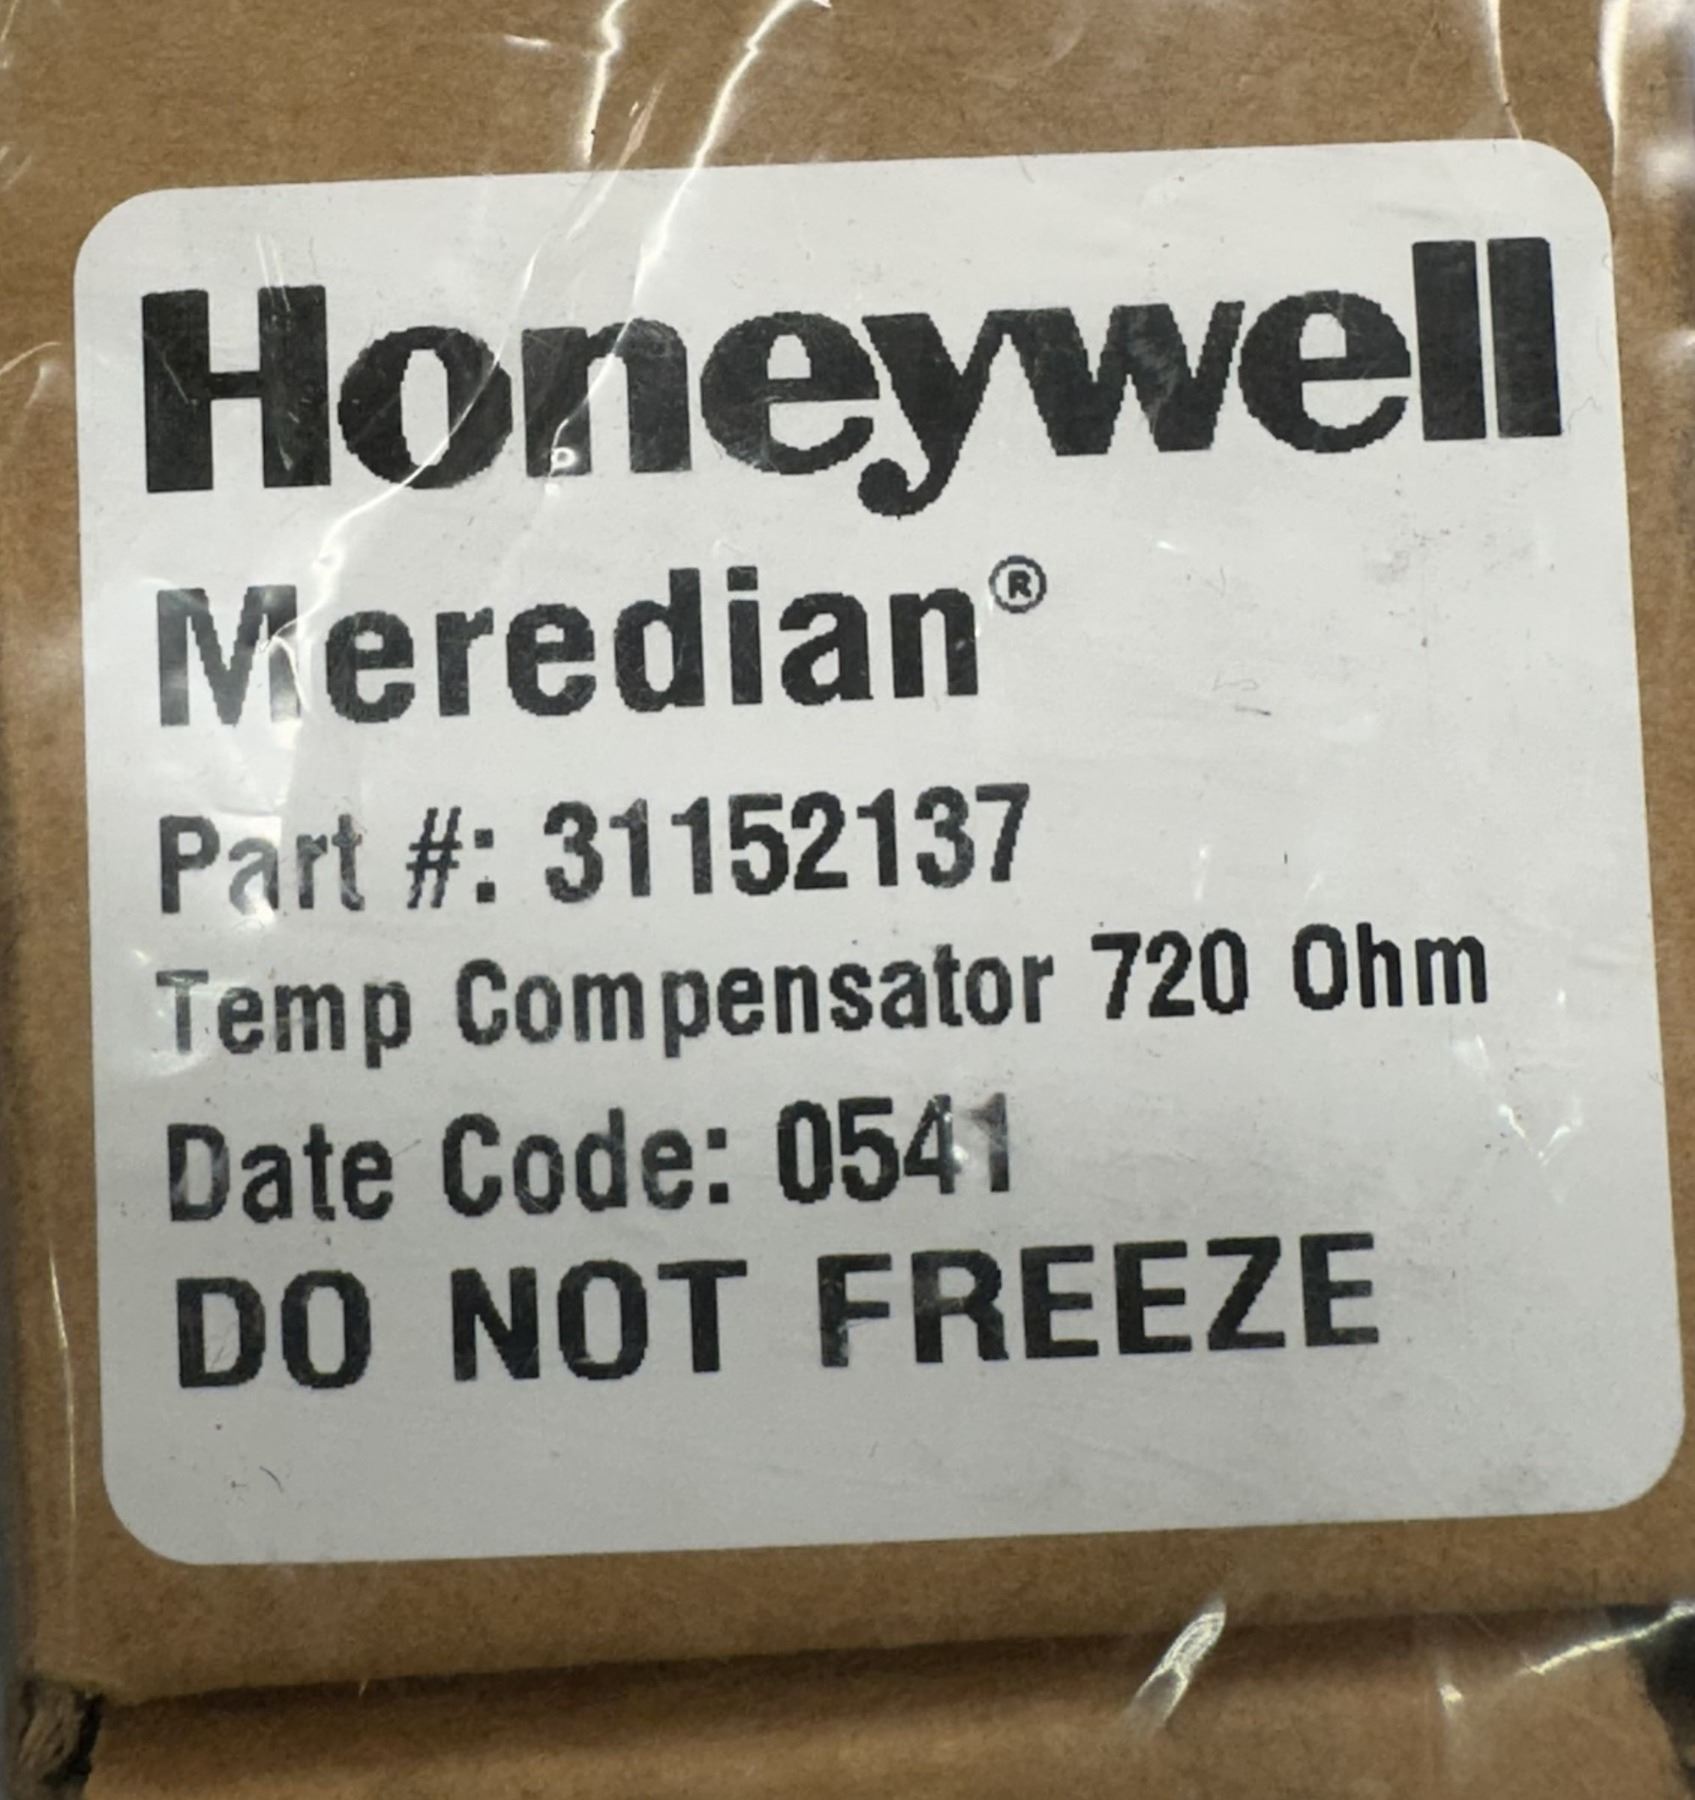 Honeywell
Meredian®
Part #: 31152137
Temp Compensator 720 Ohm
Date Code: 0541
DO NOT FREEZE